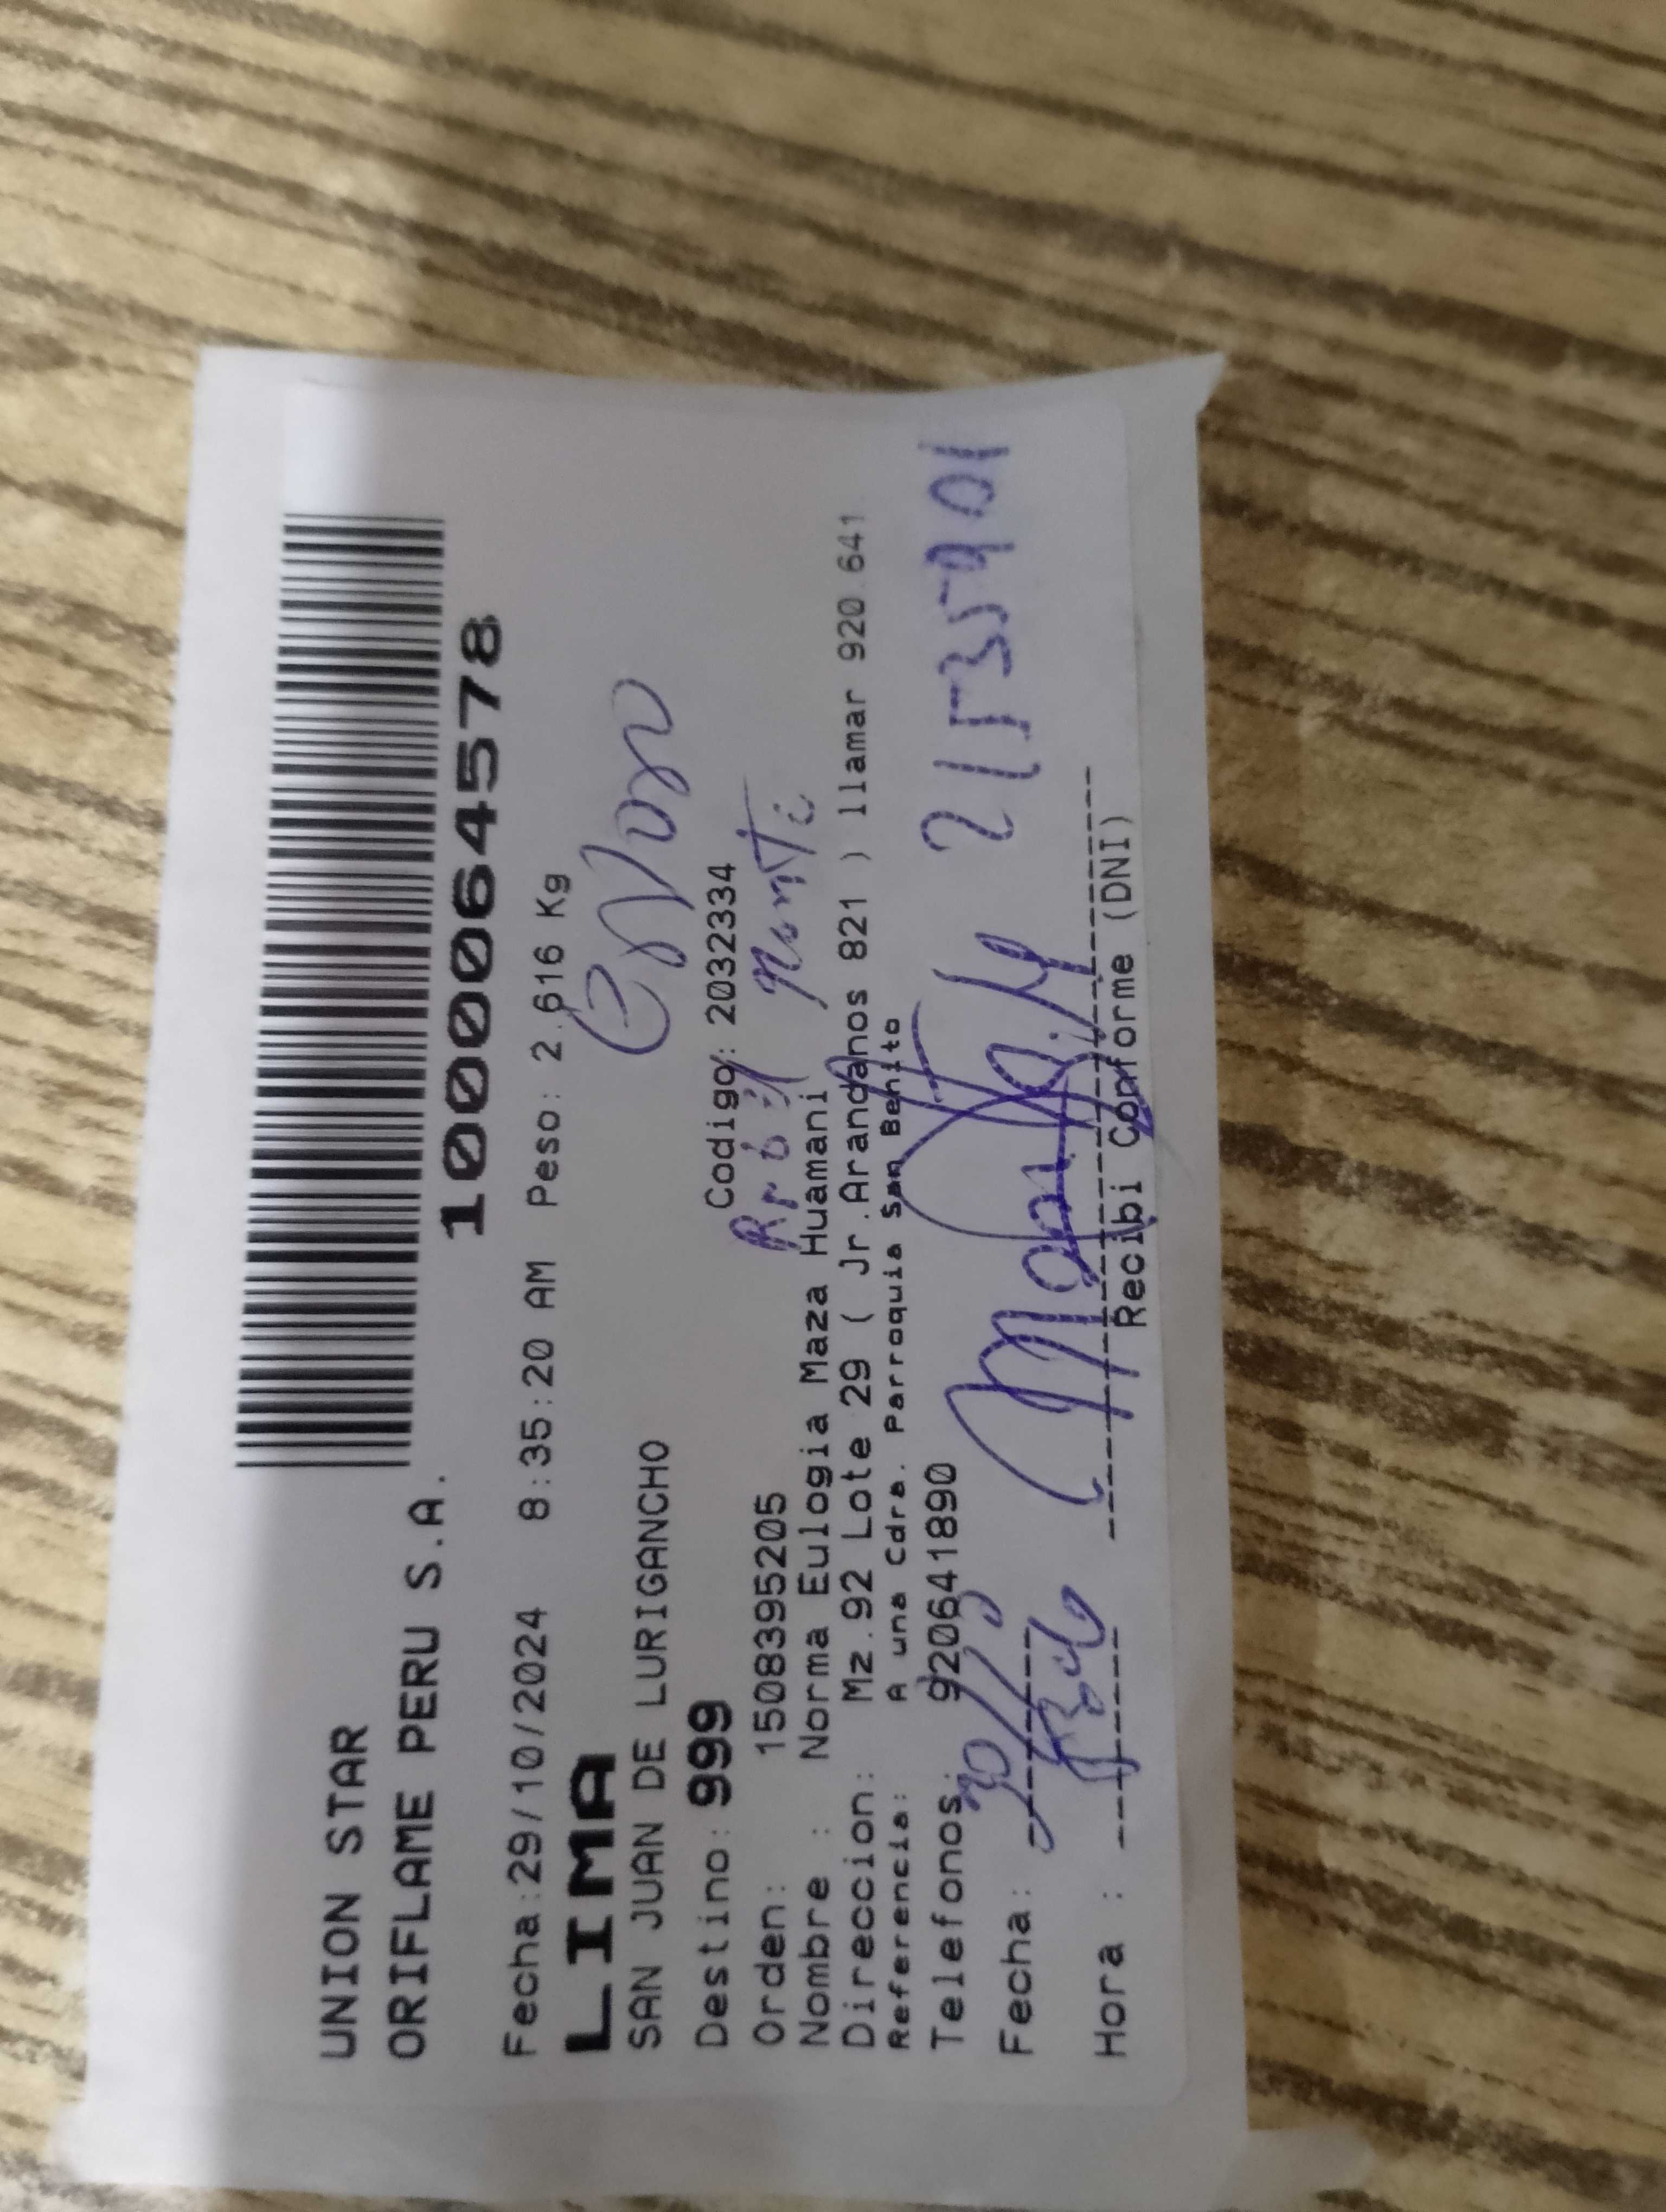 UNION STAR
ORIFLAME PERU S.A.
1000064578
Fecha:29/10/2024 8:35:20 AM Peso: 2.616 Kg
LIMA
SAN JUAN DE LURIGANCHO
Destino: 999
Codigo: 2032334
Orden: 1508395205
Nombre : Norma Eulogia Maza Huamani
Direccion: Mz.92 Lote 29 ( Jr.Arandanos 821 ) llamar 920.641
Referencia: A una Cdra. Parroquia San Benito
Telefonos: 920641890
Fecha:
Hora :
Recibi Conforme (DNI)